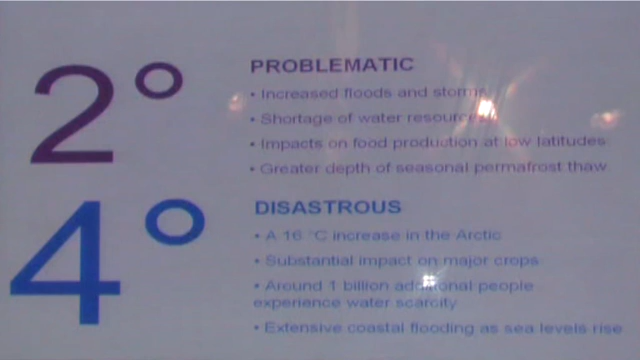 2°
PROBLEMATIC
• Increased floods and storms
• Shortage of water resources
• Impacts on food production at low latitudes
• Greater depth of seasonal permafrost thaw
4°
DISASTROUS
• A 16 °C increase in the Arctic
• Substantial impact on major crops
• Around 1 billion additional people
experience water scarcity
• Extensive coastal flooding as sea levels rise